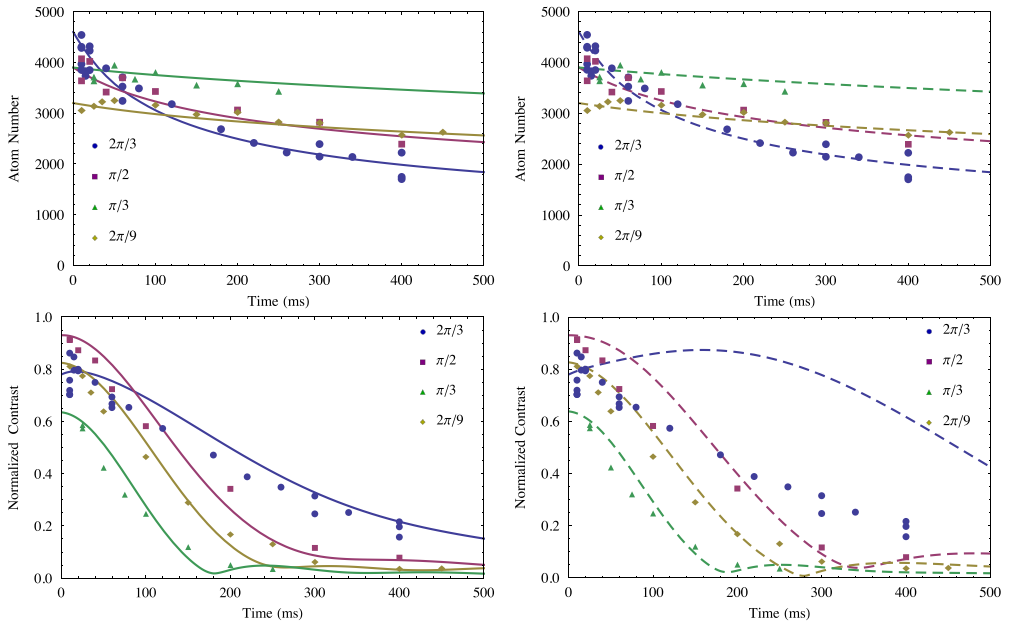 5000
4000
3000
2000
1000
0
Atom Number
2π/3
π/2
π/3
2π/9
0 100 200 300 400 500
Time (ms)
5000
4000
3000
2000
1000
0
Atom Number
2π/3
π/2
π/3
2π/9
0 100 200 300 400 500
Time (ms)
1.0
0.8
0.6
0.4
0.2
0.0
Normalized Contrast
2π/3
π/2
π/3
2π/9
0 100 200 300 400 500
Time (ms)
1.0
0.8
0.6
0.4
0.2
0.0
Normalized Contrast
2π/3
π/2
π/3
2π/9
0 100 200 300 400 500
Time (ms)